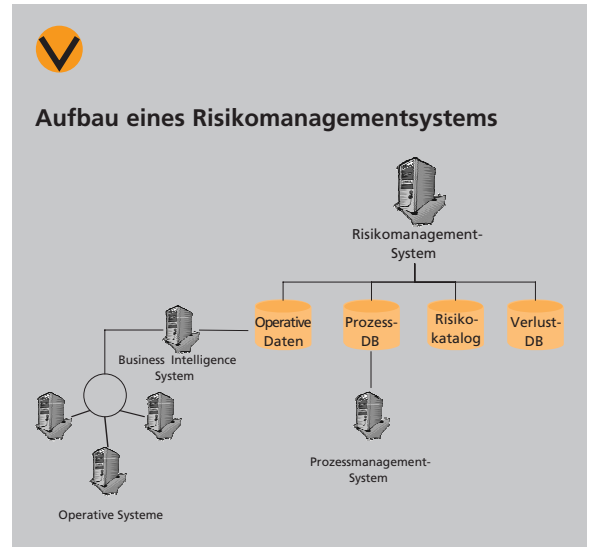 Aufbau eines Risikomanagementsystems
Risikomanagement-
System
Operative
Daten
Prozess-
DB
Risiko-
katalog
Verlust-
DB
Business Intelligence
System
Prozessmanagement-
System
Operative Systeme